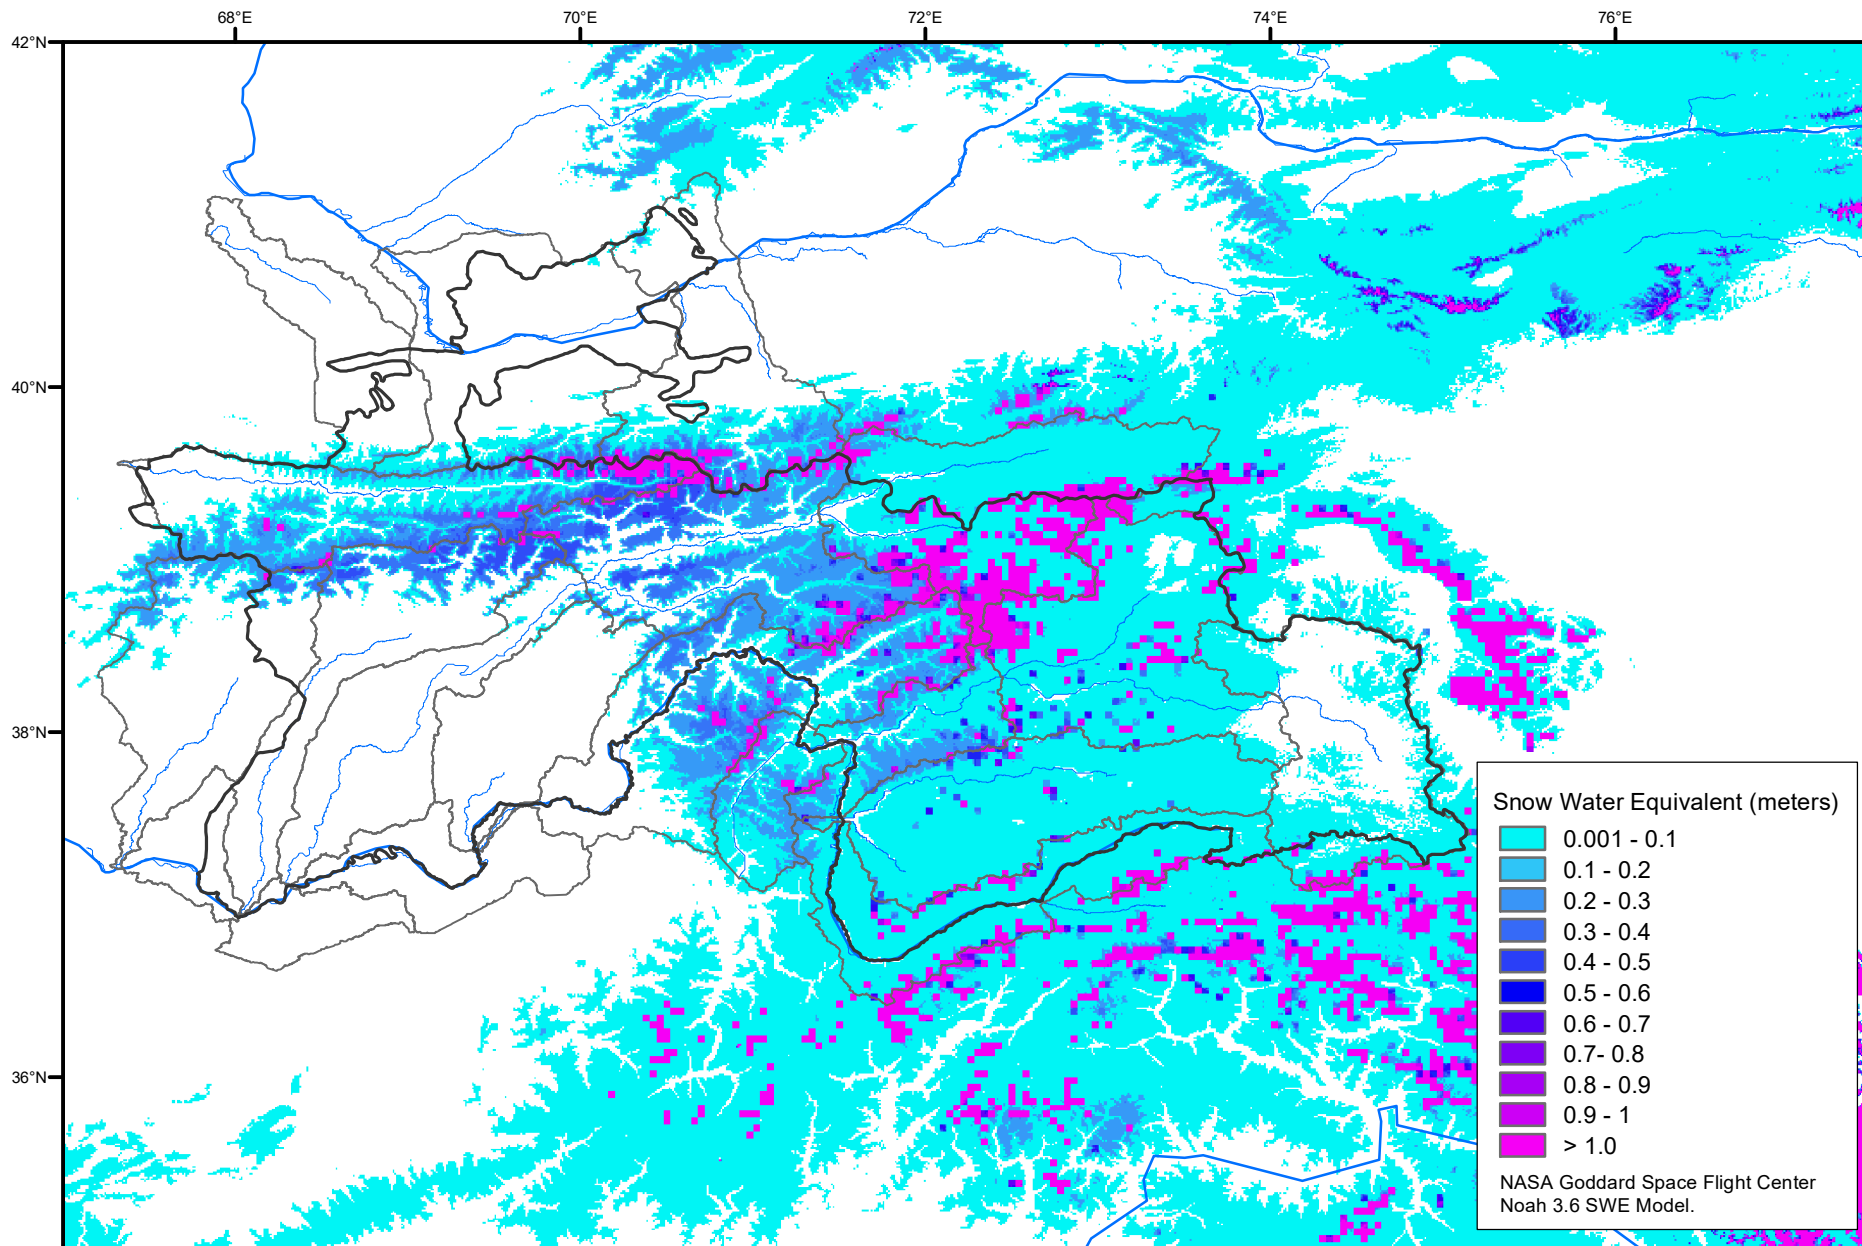 68°E
70°E
72°E
74°E
76°E
42°N
40°N
38°N
36°N
Snow Water Equivalent (meters)
0.001 - 0.1
0.1 - 0.2
0.2 - 0.3
0.3 - 0.4
0.4 - 0.5
0.5 - 0.6
0.6 - 0.7
0.7- 0.8
0.8 - 0.9
0.9 - 1
> 1.0
NASA Goddard Space Flight Center
Noah 3.6 SWE Model.